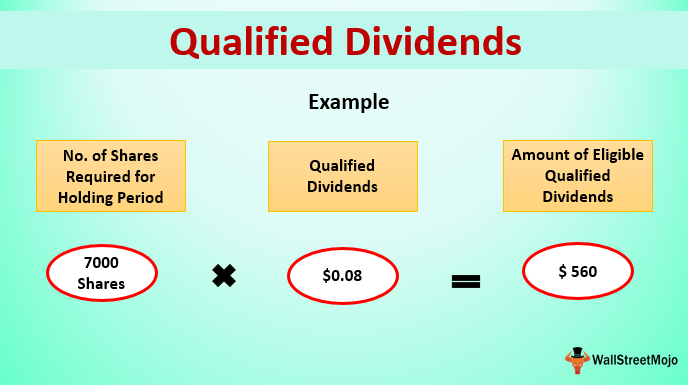 Qualified Dividends
Example
No. of Shares
Required for
Holding Period
Qualified
Dividends
Amount of Eligible
Qualified
Dividends
7000
Shares
✖
$0.08
=
$ 560
WallStreetMojo